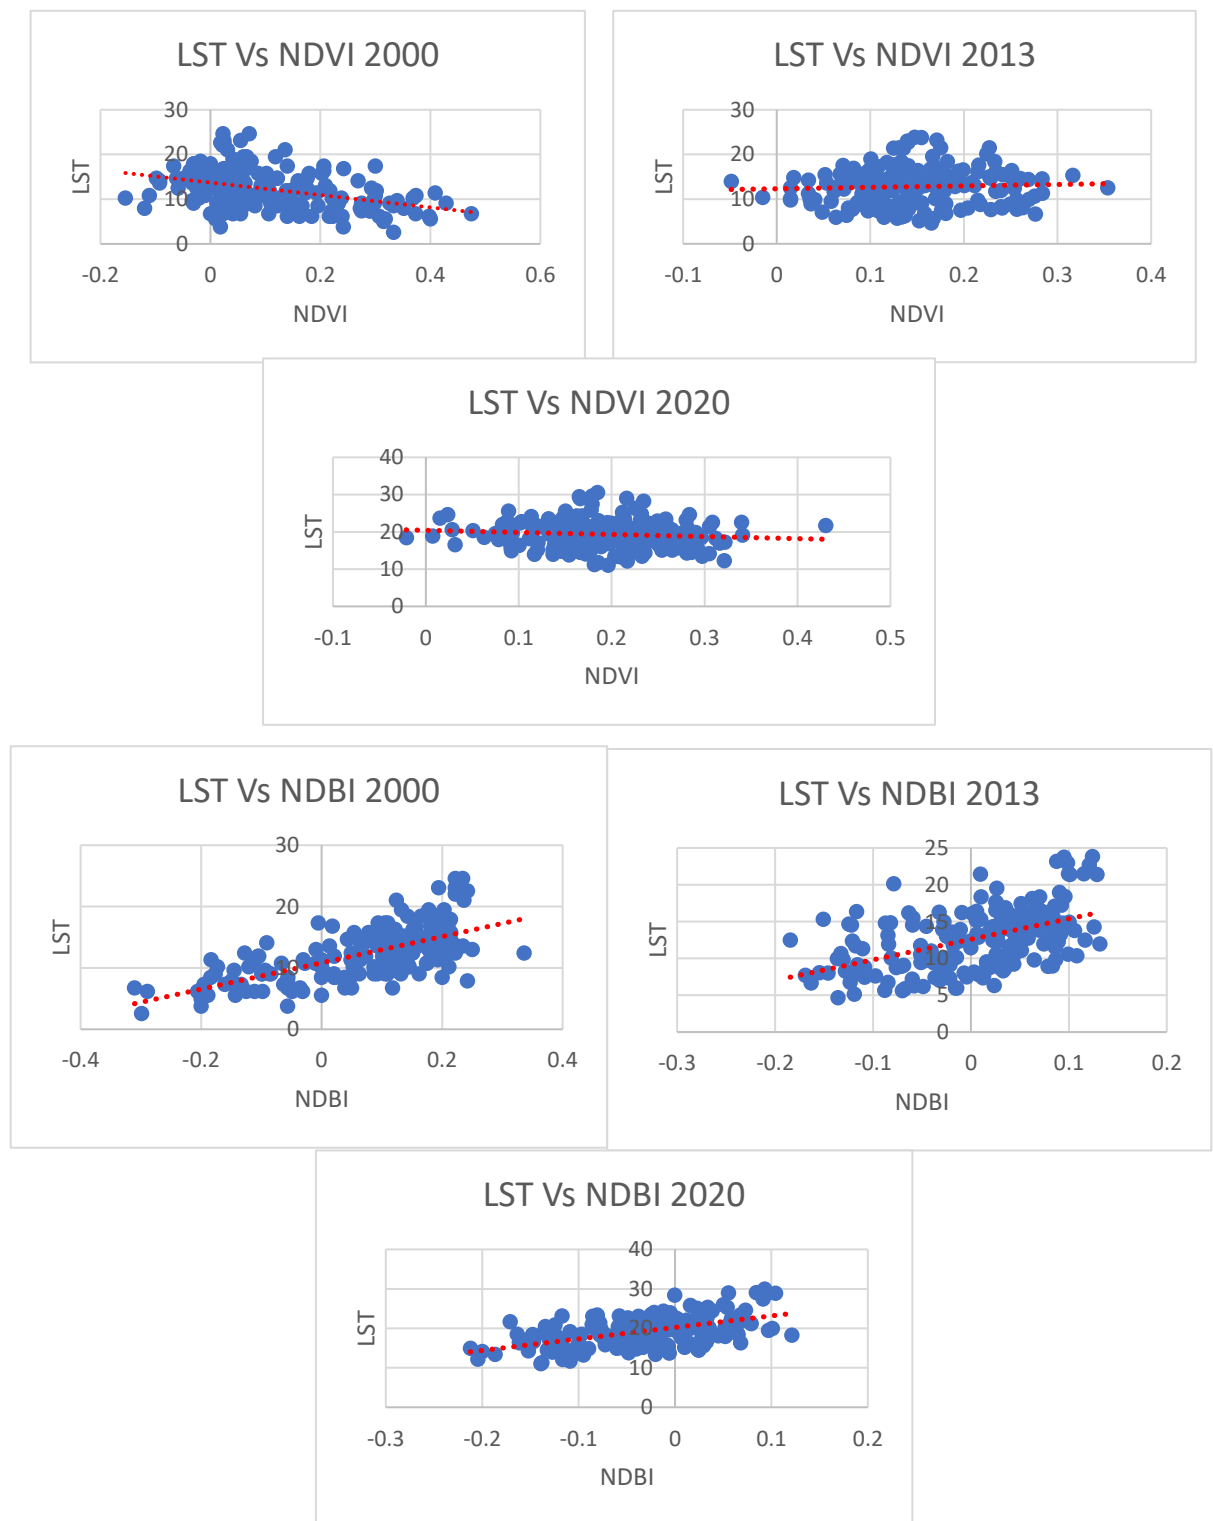 LST Vs NDVI 2000
30
20
10
0
-0.2 0 0.2 0.4 0.6
LST
NDVI
LST Vs NDVI 2013
30
20
10
0
-0.1 0 0.1 0.2 0.3 0.4
LST
NDVI
LST Vs NDVI 2020
40
30
20
10
0
-0.1 0 0.1 0.2 0.3 0.4 0.5
LST
NDVI
LST Vs NDBI 2000
30
20
10
0
-0.4 -0.2 0 0.2 0.4
LST
NDBI
LST Vs NDBI 2013
25
20
15
10
5
0
-0.3 -0.2 -0.1 0 0.1 0.2
LST
NDBI
LST Vs NDBI 2020
40
30
20
10
0
-0.3 -0.2 -0.1 0 0.1 0.2
LST
NDBI